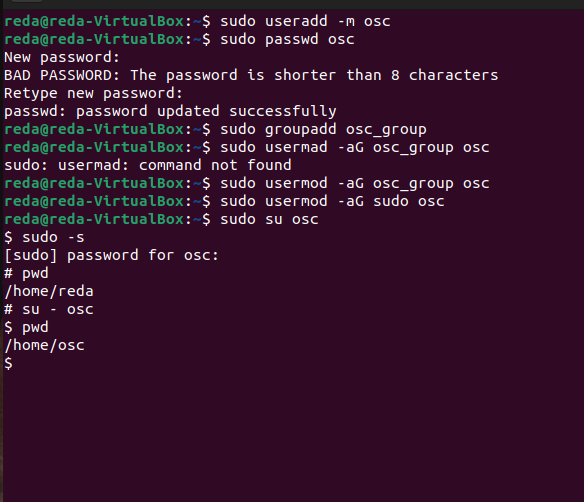 reda@reda-VirtualBox:~$ sudo useradd -m osc
reda@reda-VirtualBox:~$ sudo passwd osc
New password:
BAD PASSWORD: The password is shorter than 8 characters
Retype new password:
passwd: password updated successfully
reda@reda-VirtualBox:~$ sudo groupadd osc_group
reda@reda-VirtualBox:~$ sudo usermad -aG osc_group osc
sudo: usermad: command not found
reda@reda-VirtualBox:~$ sudo usermod -aG osc_group osc
reda@reda-VirtualBox:~$ sudo usermod -aG sudo osc
reda@reda-VirtualBox:~$ sudo su osc
$ sudo -s
[sudo] password for osc:
# pwd
/home/reda
# su - osc
$ pwd
/home/osc
$